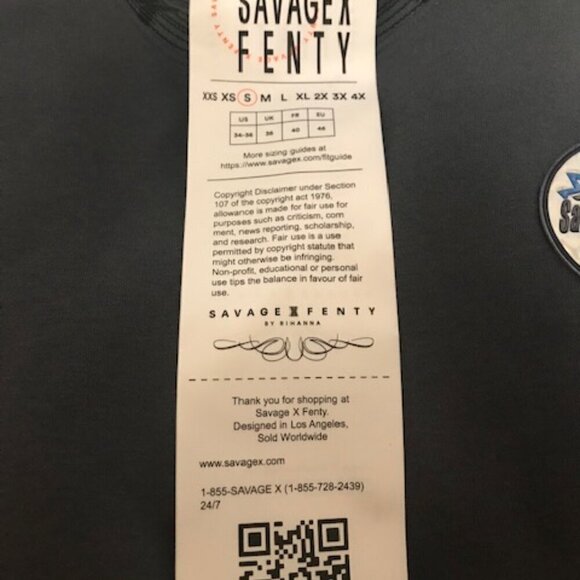 SAVAGE X
FENTY
XXS XS S M L XL 2X 3X 4X
US UK FR EU
34-36 36 40 46
More sizing guides at
https://www.savagex.com/fitguide
Copyright Disclaimer under Section
107 of the copyright act 1976,
allowance is made for fair use for
purposes such as criticism, com
ment, news reporting, scholarship,
and research. Fair use is a use
permitted by copyright statute that
might otherwise be infringing.
Non-profit, educational or personal
use tips the balance in favour of fair
use.
SAVAGE X FENTY
BY RIHANNA
Thank you for shopping at
Savage X Fenty.
Designed in Los Angeles,
Sold Worldwide
www.savagex.com
1-855-SAVAGE X (1-855-728-2439)
24/7